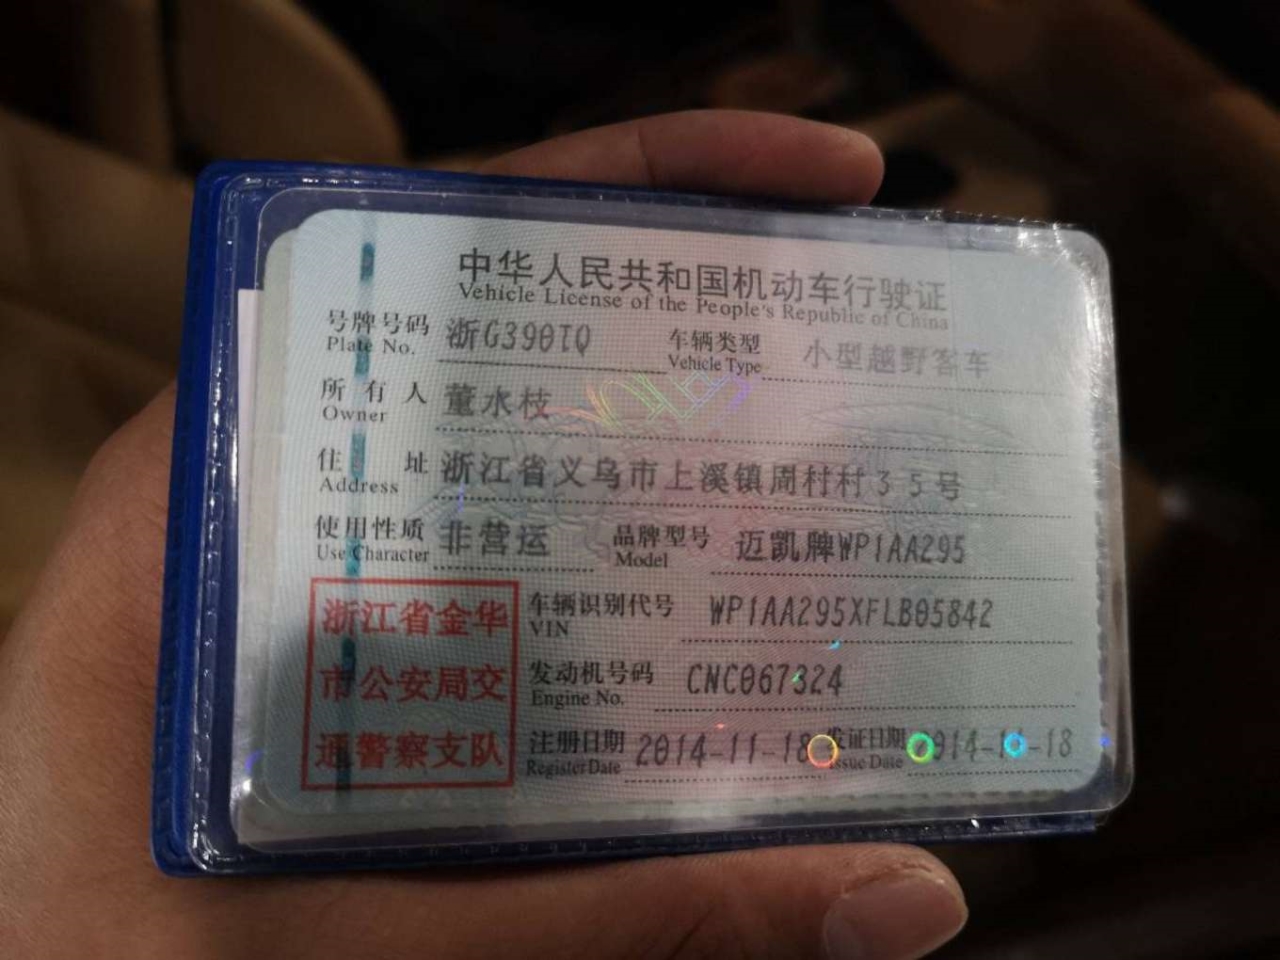 中华人民共和国机动车行驶证
Vehicle License of the People's Republic of China
号牌号码 浙G390TQ 车辆类型 小型越野客车
Plate No. Vehicle Type
所有人 董水枝
Owner
住址 浙江省义乌市上溪镇周村村35号
Address
使用性质 非营运 品牌型号 迈凯牌WP1AA295
Use Character Model
浙江省金华
市公安局交
通警察支队
车辆识别代号 WP1AA295XFLB05842
VIN
发动机号码 CNC067324
Engine No.
注册日期 2014-11-18 发证日期
Register Date Issue Date